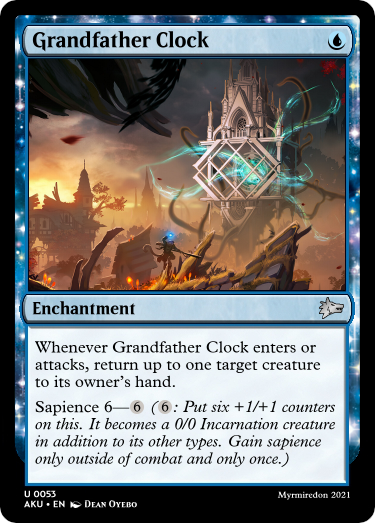 Grandfather Clock
Enchantment
Whenever Grandfather Clock enters or
attacks, return up to one target creature
to its owner's hand.
Sapience 6—6 (6: Put six +1/+1 counters
on this. It becomes a 0/0 Incarnation creature
in addition to its other types. Gain sapience
only outside of combat and only once.)
U 0053
AKU • EN Dean Oyebo
Myrmiredon 2021